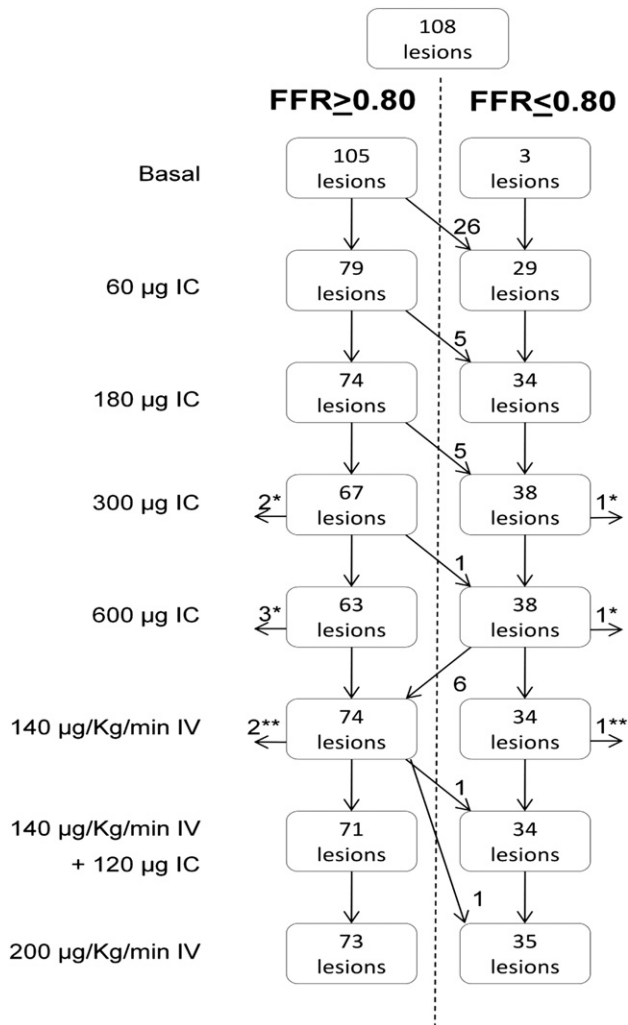 108
lesions
FFR≥0.80 FFR≤0.80
Basal 105 lesions 3 lesions
26
60 µg IC 79 lesions 29 lesions
5
180 µg IC 74 lesions 34 lesions
5
300 µg IC 2* 67 lesions 38 lesions 1*
1
600 µg IC 3* 63 lesions 38 lesions 1*
6
140 µg/Kg/min IV 2** 74 lesions 34 lesions 1**
1
140 µg/Kg/min IV
+ 120 µg IC 71 lesions 34 lesions
1
200 µg/Kg/min IV 73 lesions 35 lesions